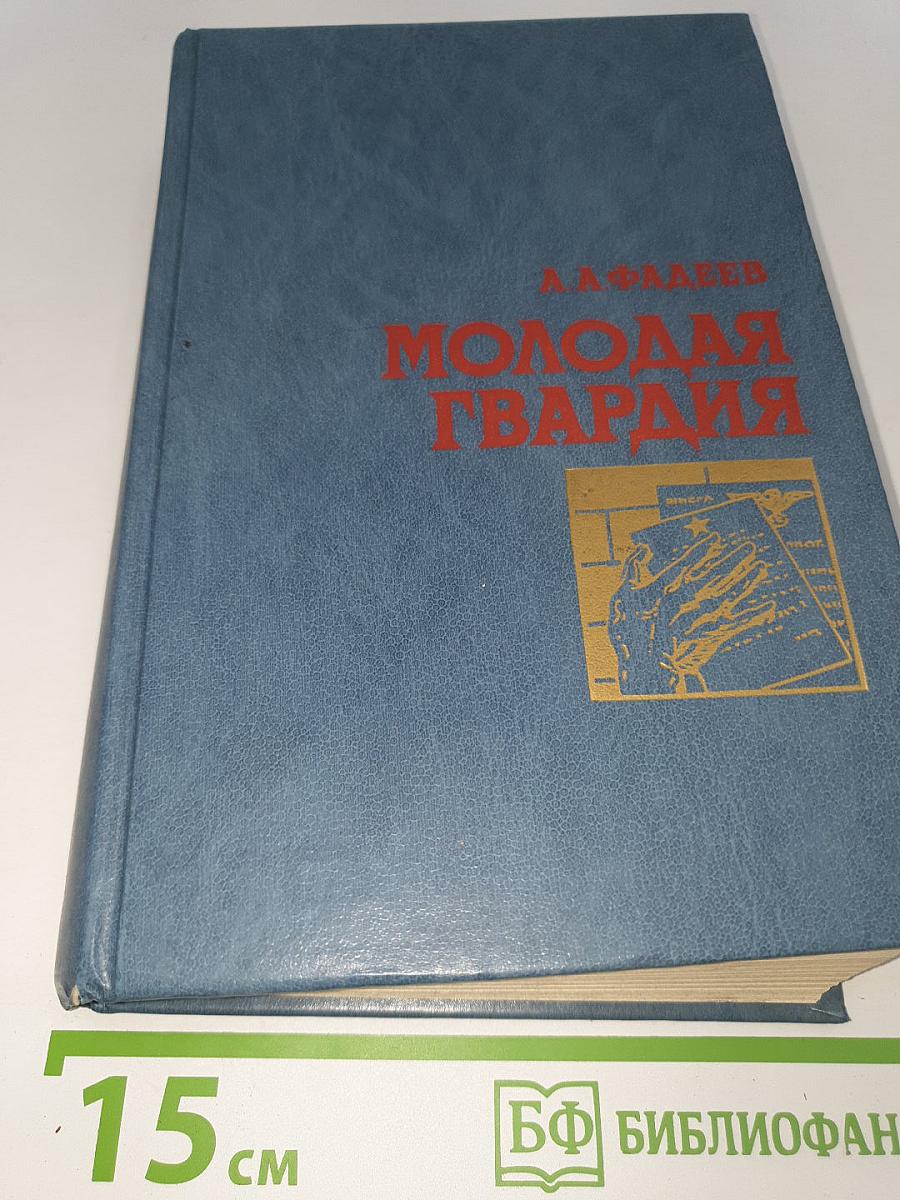 А.А.ФАДЕЕВ
МОЛОДАЯ
ГВАРДИЯ
15 см
БФ БИБЛИОФАН